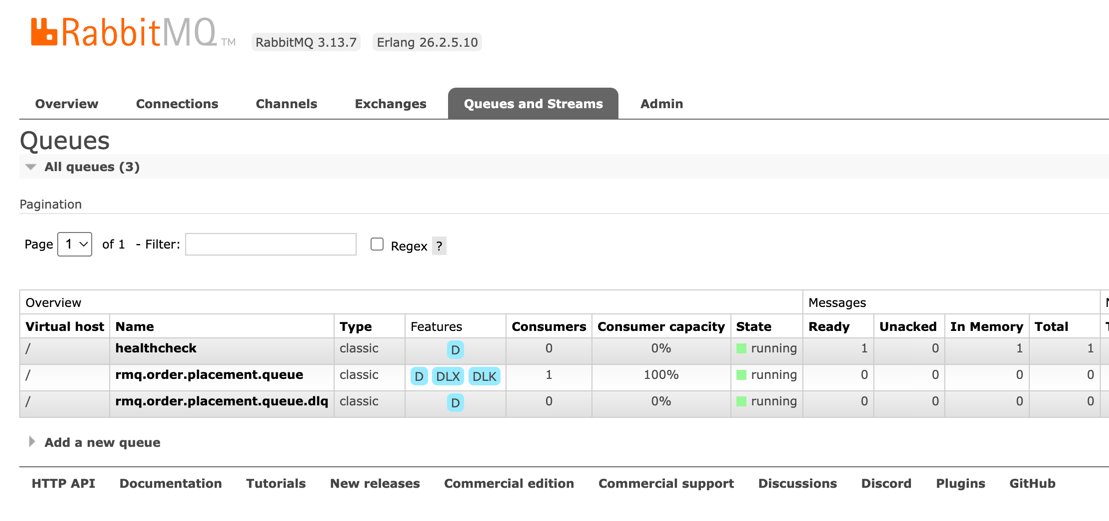 RabbitMQ TM RabbitMQ 3.13.7 Erlang 26.2.5.10
Overview Connections Channels Exchanges Queues and Streams Admin
Queues
All queues (3)
Pagination
Page 1 of 1 - Filter: Regex ?
Overview Messages
Virtual host Name Type Features Consumers Consumer capacity State Ready Unacked In Memory Total
/ healthcheck classic D 0 0% running 1 0 1 1
/ rmq.order.placement.queue classic D DLX DLK 1 100% running 0 0 0 0
/ rmq.order.placement.queue.dlq classic D 0 0% running 0 0 0 0
Add a new queue
HTTP API Documentation Tutorials New releases Commercial edition Commercial support Discussions Discord Plugins GitHub